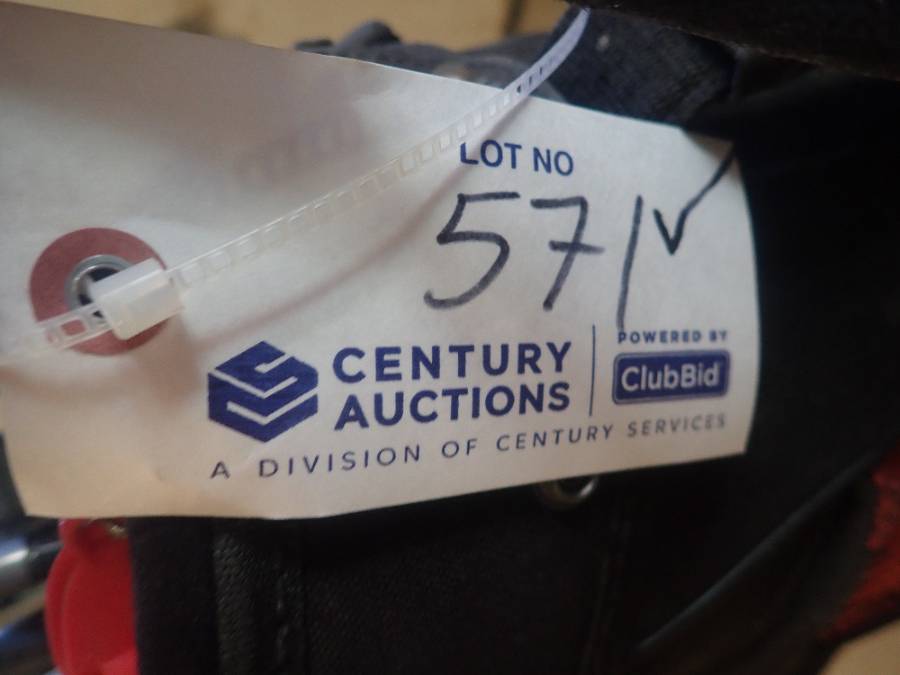 LOT NO
571 ✓
CENTURY
AUCTIONS
POWERED BY
ClubBid
A DIVISION OF CENTURY SERVICES